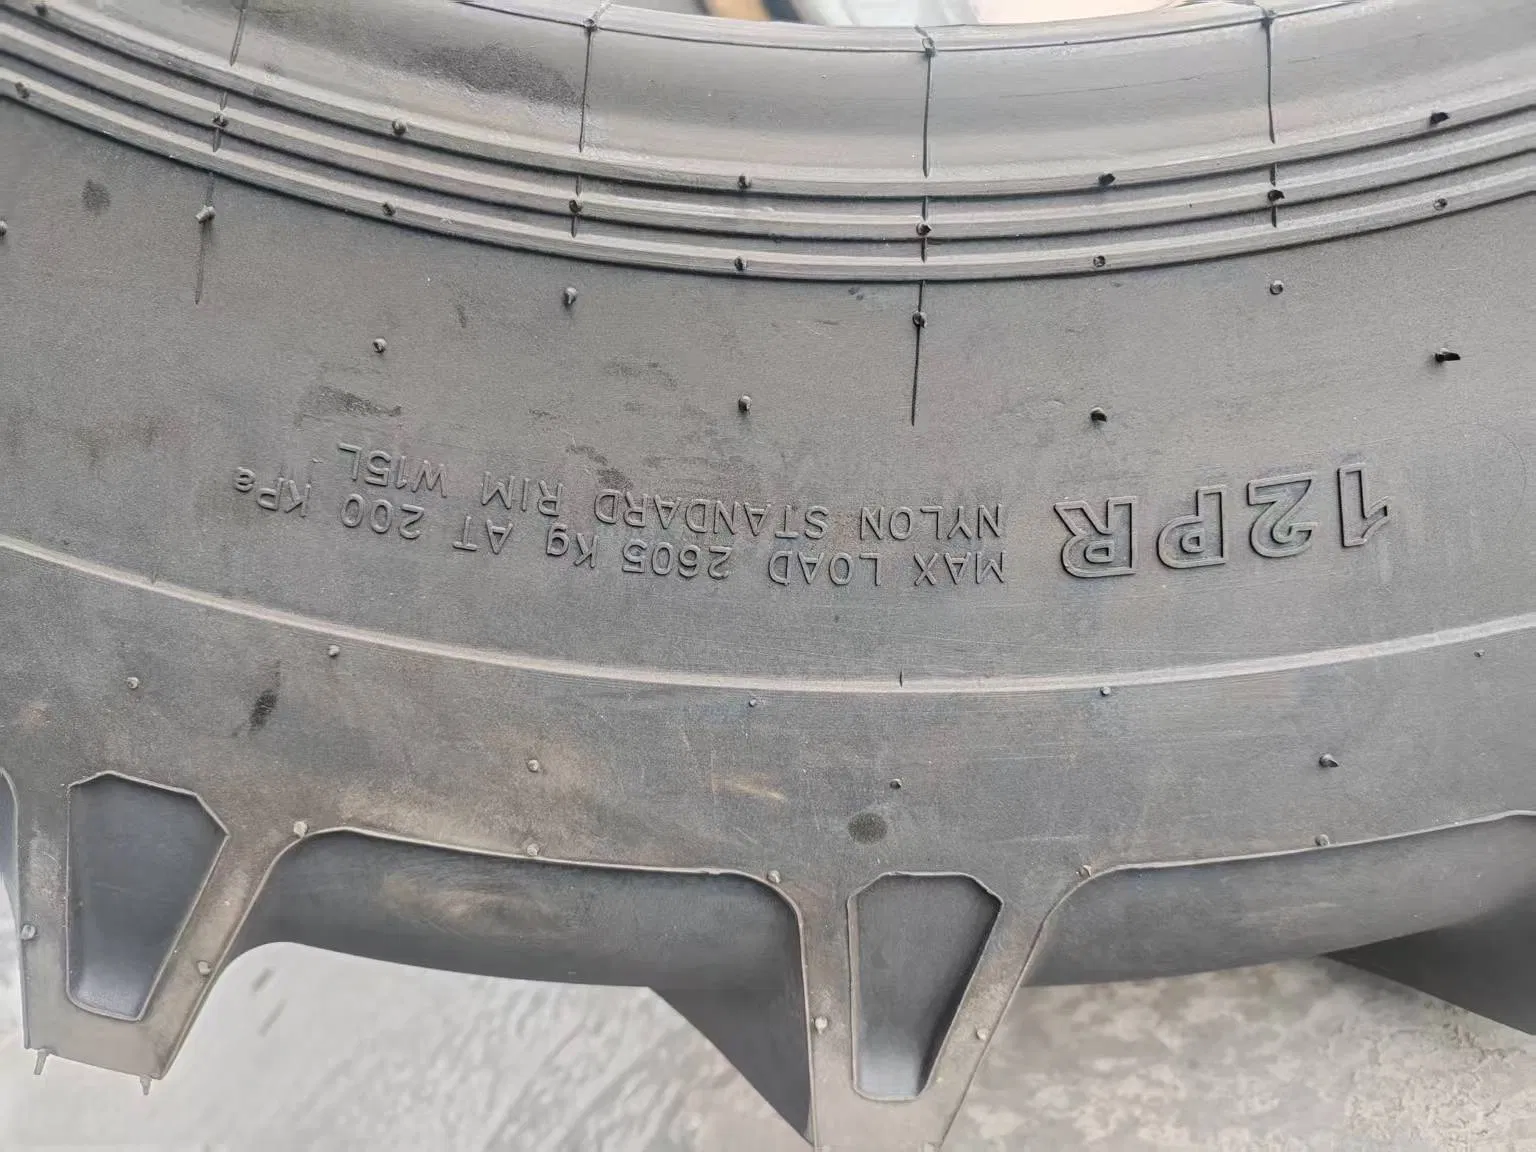 12PR
MAX LOAD 2605 Kg AT 200 KPa
NYLON STANDARD RIM W15L